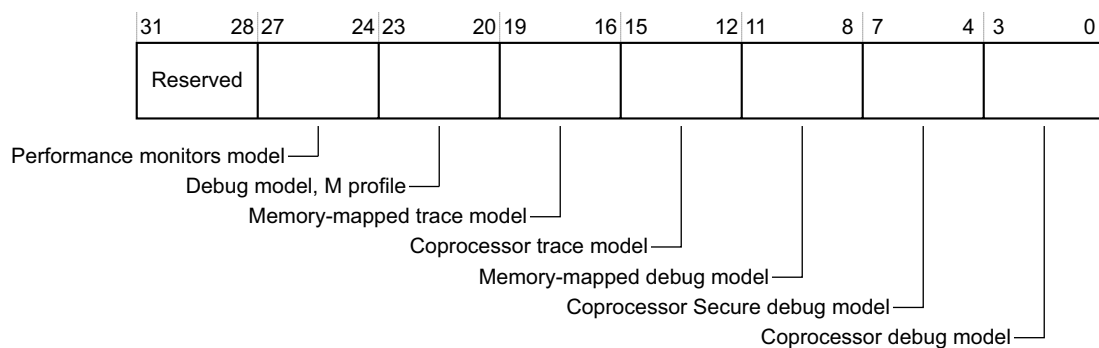 31 28 27 24 23 20 19 16 15 12 11 8 7 4 3 0
Reserved
Performance monitors model
Debug model, M profile
Memory-mapped trace model
Coprocessor trace model
Memory-mapped debug model
Coprocessor Secure debug model
Coprocessor debug model